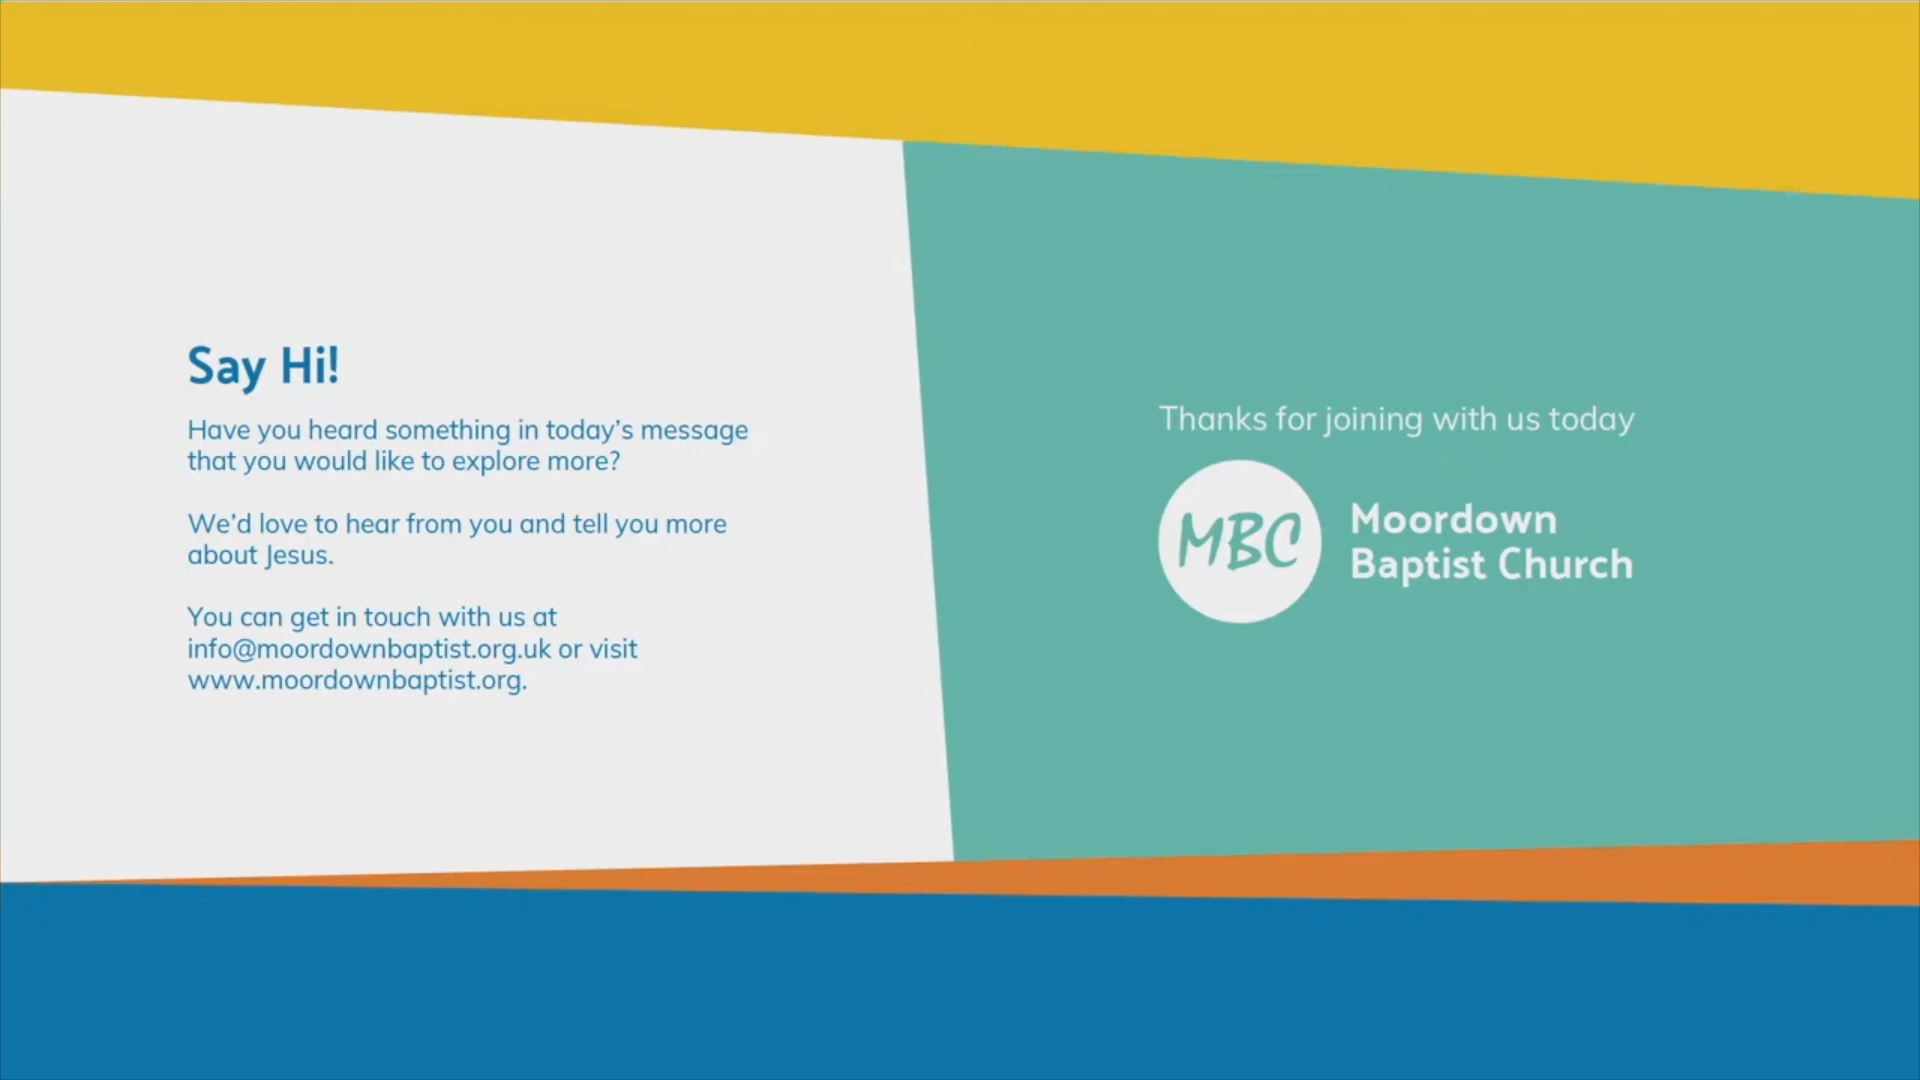 Say Hi!
Have you heard something in today's message
that you would like to explore more?
We'd love to hear from you and tell you more
about Jesus.
You can get in touch with us at
info@moordownbaptist.org.uk or visit
www.moordownbaptist.org.
Thanks for joining with us today
MBC
Moordown
Baptist Church